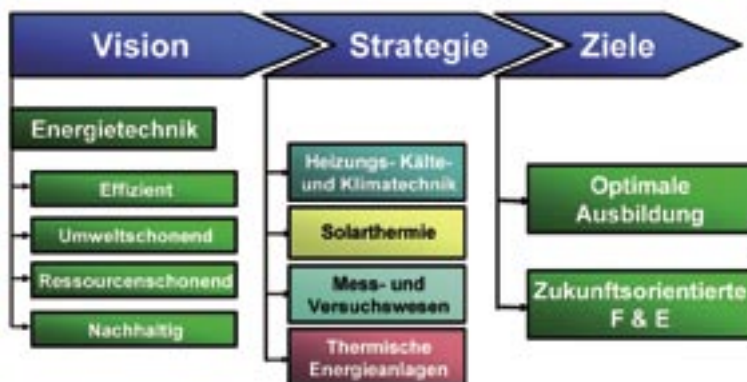 Vision
Strategie
Ziele
Energietechnik
Effizient
Umweltschonend
Ressourcenschonend
Nachhaltig
Heizungs- Kälte-
und Klimatechnik
Solarthermie
Mess- und
Versuchswesen
Thermische
Energieanlagen
Optimale
Ausbildung
Zukunftsorientierte
F & E